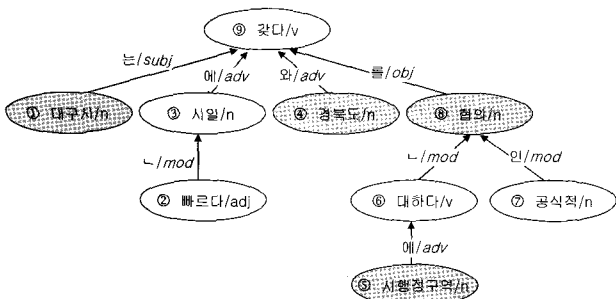 ⑨ 갖다/v
는/subj
에/adv
와/adv
를/obj
① 대구시/n
③ 시일/n
④ 경북도/n
⑧ 협의/n
ㄴ/mod
ㄴ/mod
인/mod
② 빠르다/adj
⑥ 대하다/v
⑦ 공식적/n
에/adv
⑤ 시행정구역/n